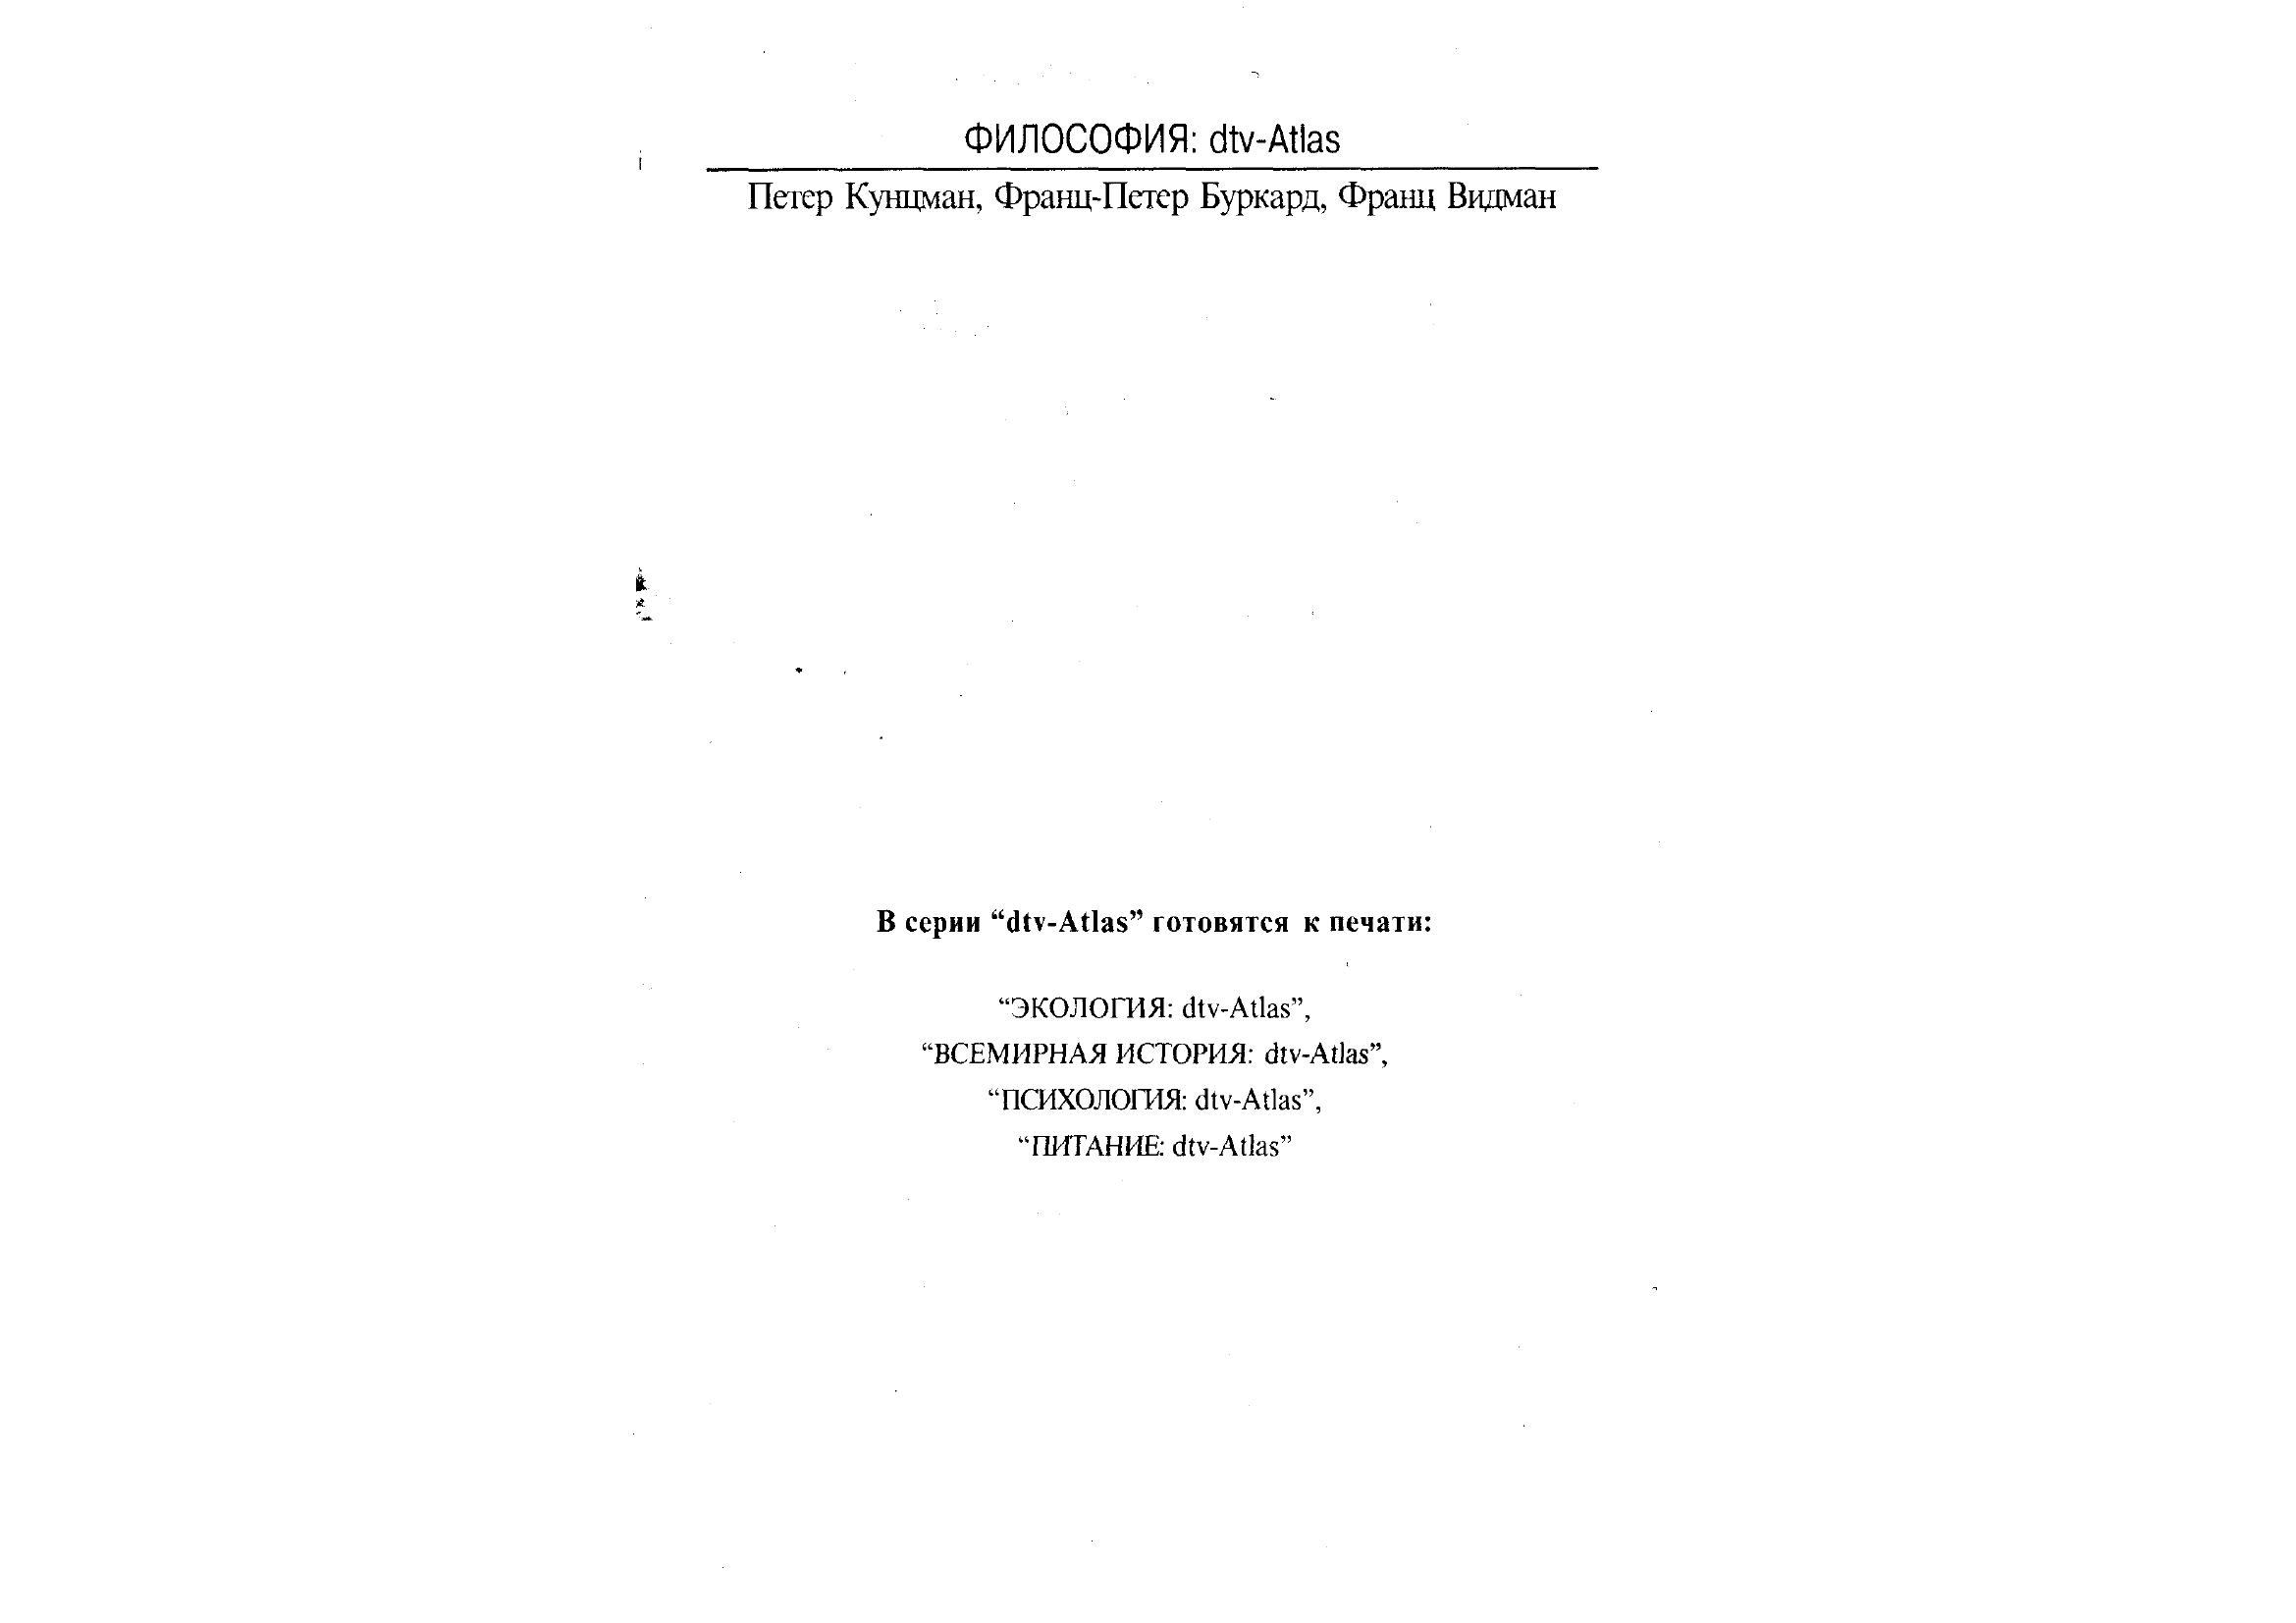 ФИЛОСОФИЯ: dtv-Atlas
Петер Кунцман, Франц-Петер Буркард, Франц Видман
В серии “dtv-Atlas” готовятся к печати:
“ЭКОЛОГИЯ: dtv-Atlas”,
“ВСЕМИРНАЯ ИСТОРИЯ: dtv-Atlas”,
“ПСИХОЛОГИЯ: dtv-Atlas”,
“ПИТАНИЕ: dtv-Atlas”